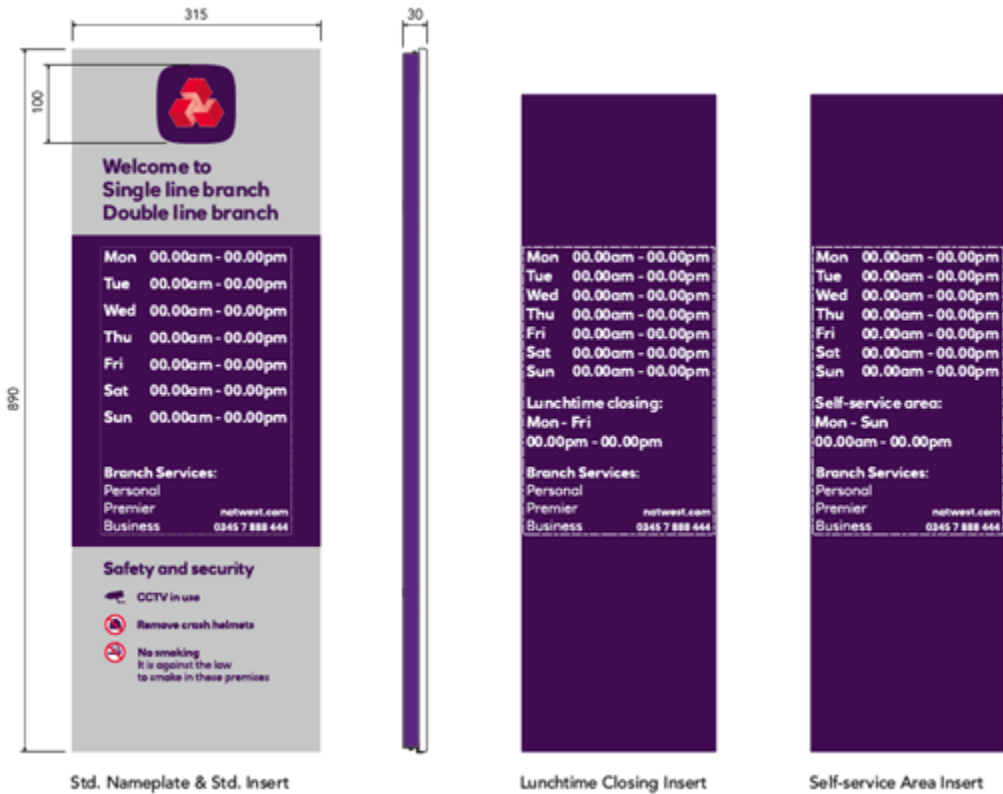 315
30
100
890
Welcome to
Single line branch
Double line branch
Mon 00.00am - 00.00pm
Tue 00.00am - 00.00pm
Wed 00.00am - 00.00pm
Thu 00.00am - 00.00pm
Fri 00.00am - 00.00pm
Sat 00.00am - 00.00pm
Sun 00.00am - 00.00pm
Branch Services:
Personal
Premier
natwest.com
Business
0345 7 888 444
Safety and security
CCTV in use
Remove crash helmets
No smoking
It is against the law
to smoke in these premises
Std. Nameplate & Std. Insert
Mon 00.00am - 00.00pm
Tue 00.00am - 00.00pm
Wed 00.00am - 00.00pm
Thu 00.00am - 00.00pm
Fri 00.00am - 00.00pm
Sat 00.00am - 00.00pm
Sun 00.00am - 00.00pm
Lunchtime closing:
Mon - Fri
00.00pm - 00.00pm
Branch Services:
Personal
Premier
natwest.com
Business
0345 7 888 444
Lunchtime Closing Insert
Mon 00.00am - 00.00pm
Tue 00.00am - 00.00pm
Wed 00.00am - 00.00pm
Thu 00.00am - 00.00pm
Fri 00.00am - 00.00pm
Sat 00.00am - 00.00pm
Sun 00.00am - 00.00pm
Self-service area:
Mon - Sun
00.00am - 00.00pm
Branch Services:
Personal
Premier
natwest.com
Business
0345 7 888 444
Self-service Area Insert